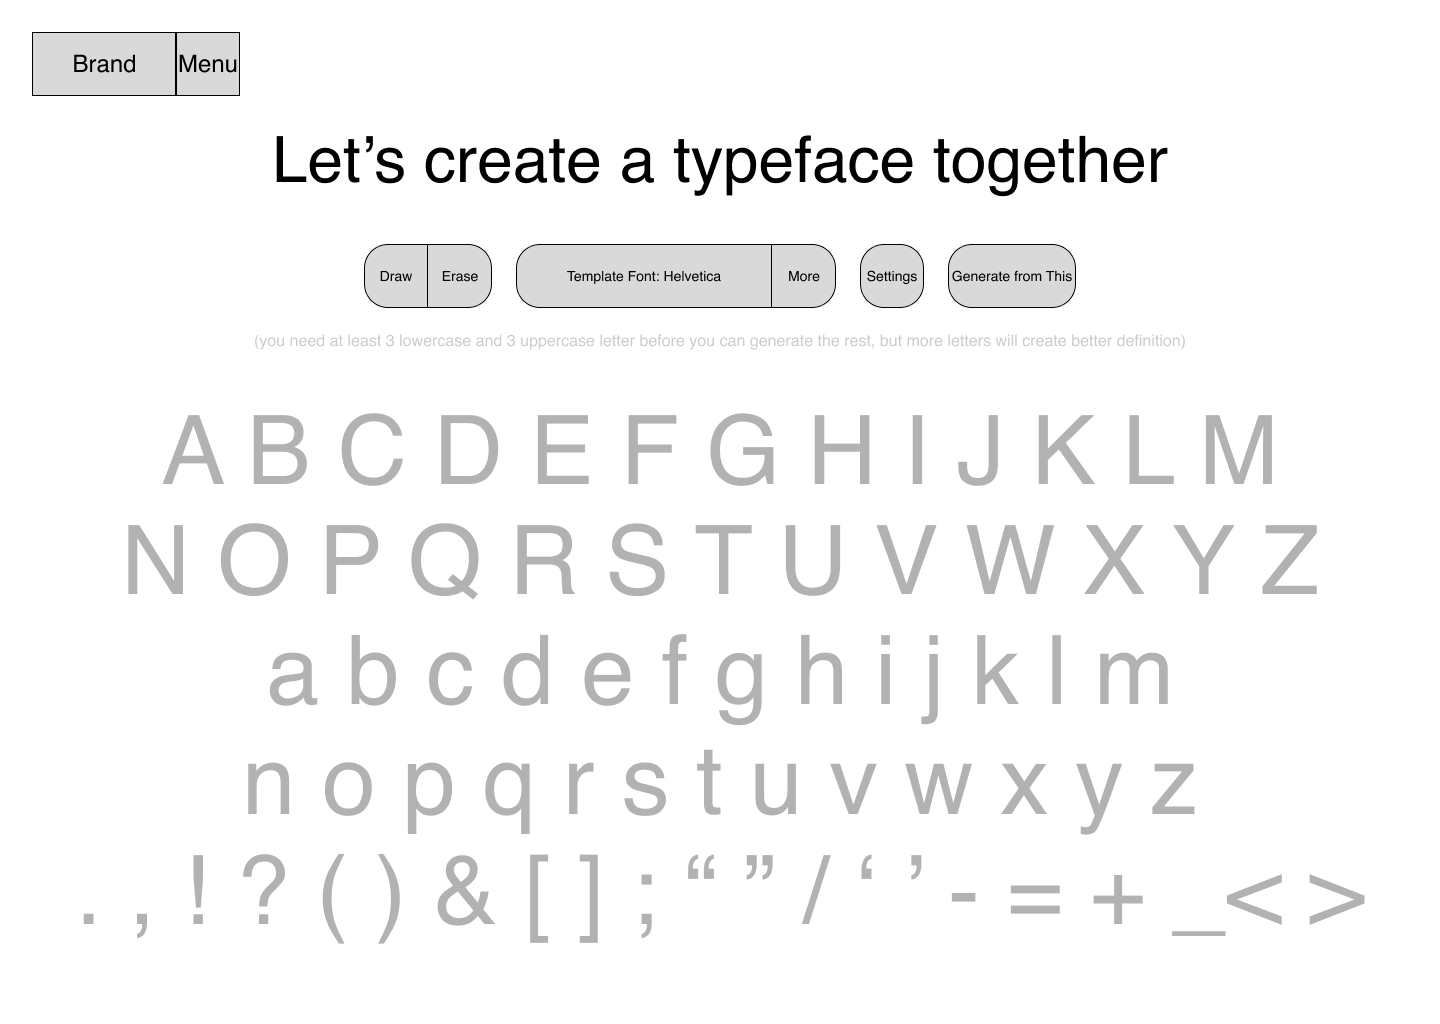 Brand Menu
Let’s create a typeface together
Draw Erase Template Font: Helvetica More Settings Generate from This
(you need at least 3 lowercase and 3 uppercase letter before you can generate the rest, but more letters will create better definition)
A B C D E F G H I J K L M
N O P Q R S T U V W X Y Z
a b c d e f g h i j k l m
n o p q r s t u v w x y z
. , ! ? ( ) & [ ] ; “ ” / ‘ ’ - = + _ < >